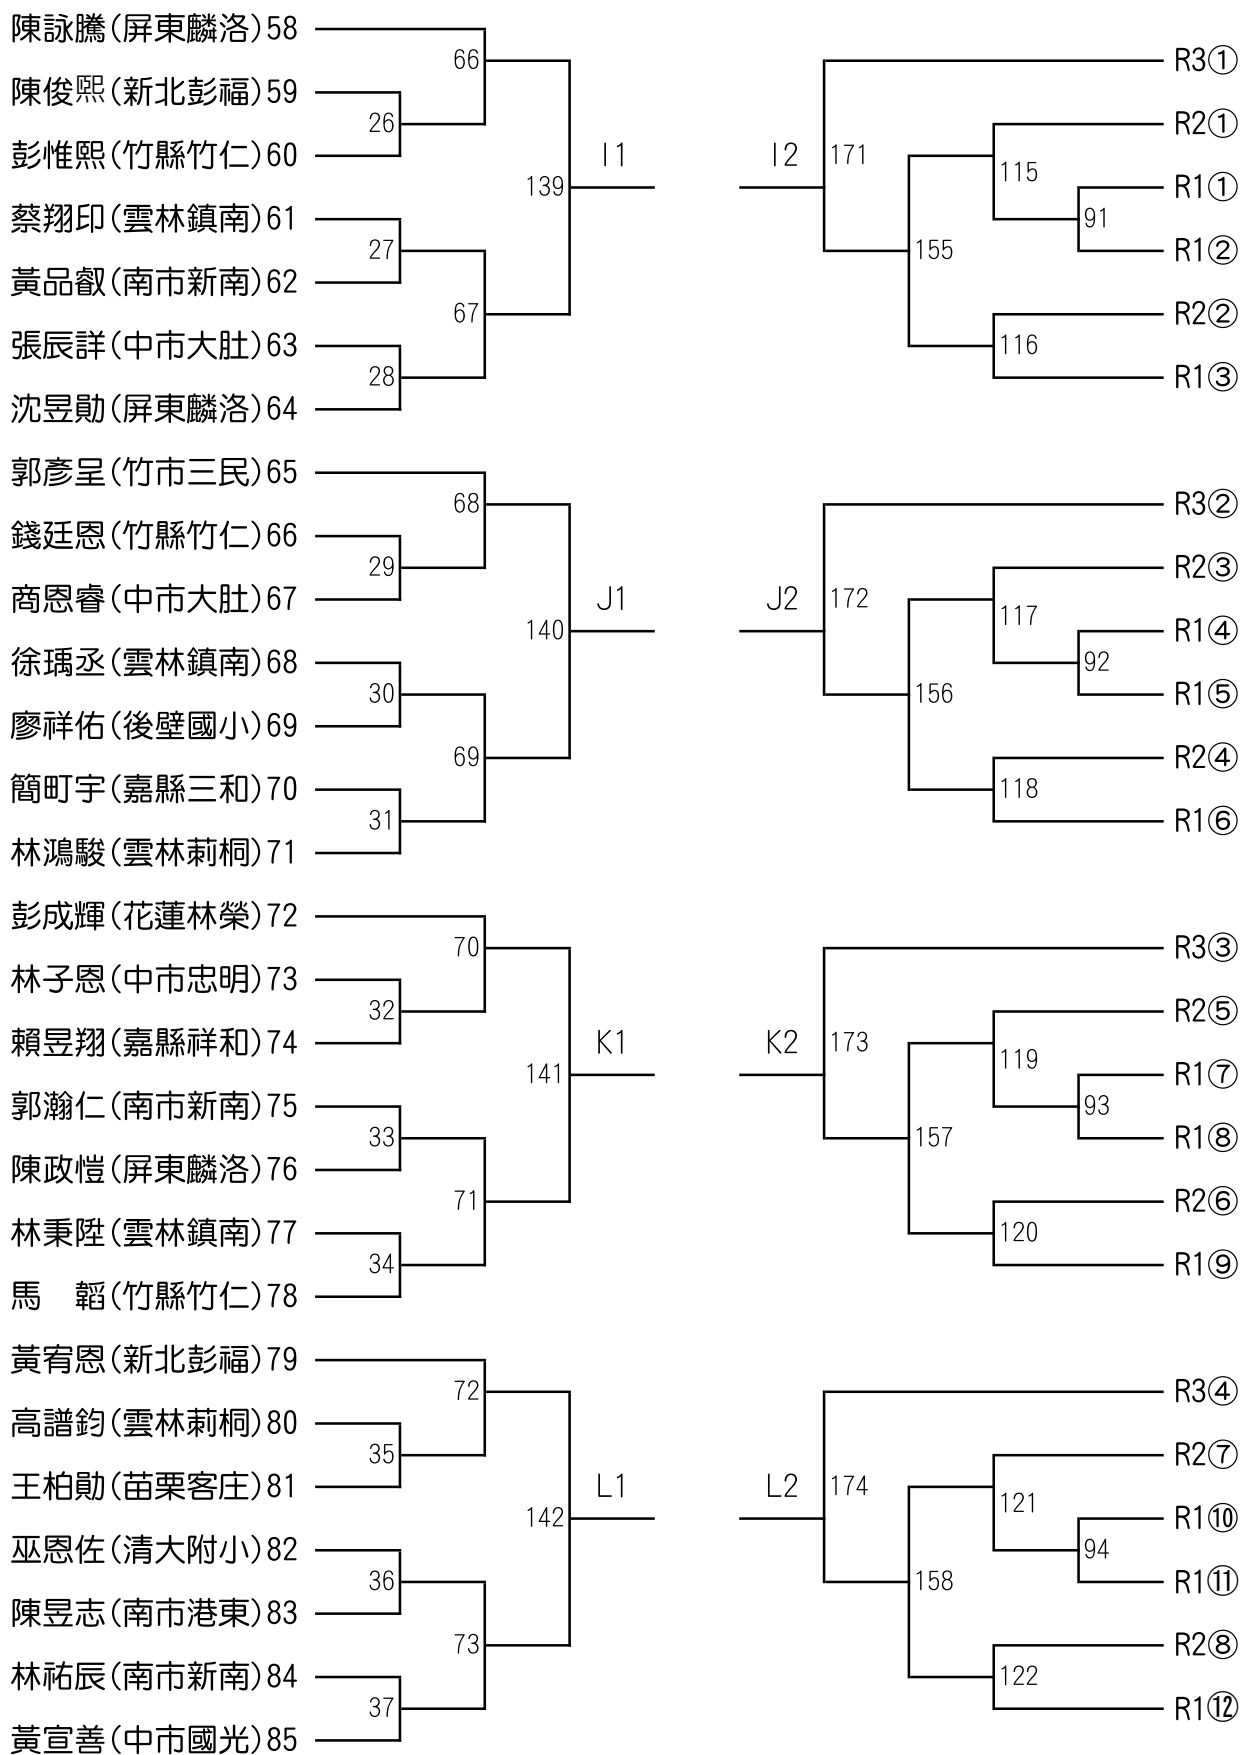 陳詠騰(屏東麟洛)58
66
R3①
陳俊熙(新北彭福)59
26
R2①
彭惟熙(竹縣竹仁)60
I1
I2
171
115
139
R1①
蔡翔印(雲林鎮南)61
91
27
155
R1②
黃品叡(南市新南)62
67
R2②
張辰詳(中市大肚)63
116
28
R1③
沈昱勛(屏東麟洛)64
郭彥呈(竹市三民)65
68
R3②
錢廷恩(竹縣竹仁)66
29
R2③
商恩睿(中市大肚)67
J1
J2
172
117
140
R1④
徐瑀丞(雲林鎮南)68
92
30
156
R1⑤
廖祥佑(後壁國小)69
69
R2④
簡町宇(嘉縣三和)70
118
31
R1⑥
林鴻駿(雲林莿桐)71
彭成輝(花蓮林榮)72
70
R3③
林子恩(中市忠明)73
32
R2⑤
賴昱翔(嘉縣祥和)74
K1
K2
173
119
141
R1⑦
郭瀚仁(南市新南)75
93
33
157
R1⑧
陳政愷(屏東麟洛)76
71
R2⑥
林秉陞(雲林鎮南)77
120
34
R1⑨
馬　韜(竹縣竹仁)78
黃宥恩(新北彭福)79
72
R3④
高譜鈞(雲林莿桐)80
35
R2⑦
王柏勛(苗栗客庄)81
L1
L2
174
121
142
R1⑩
巫恩佐(清大附小)82
94
36
158
R1⑪
陳昱志(南市港東)83
73
R2⑧
林祐辰(南市新南)84
122
37
R1⑫
黃宣善(中市國光)85